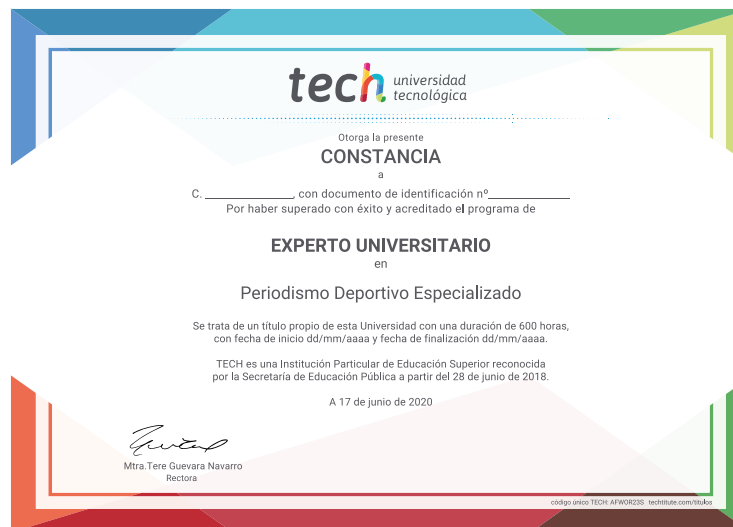 tech universidad
tecnológica
Otorga la presente
CONSTANCIA
a
C. ______________, con documento de identificación nº______________
Por haber superado con éxito y acreditado el programa de
EXPERTO UNIVERSITARIO
en
Periodismo Deportivo Especializado
Se trata de un título propio de esta Universidad con una duración de 600 horas,
con fecha de inicio dd/mm/aaaa y fecha de finalización dd/mm/aaaa.
TECH es una Institución Particular de Educación Superior reconocida
por la Secretaría de Educación Pública a partir del 28 de junio de 2018.
A 17 de junio de 2020
Mtra.Tere Guevara Navarro
Rectora
código único TECH: AFWOR23S techtitute.com/titulos